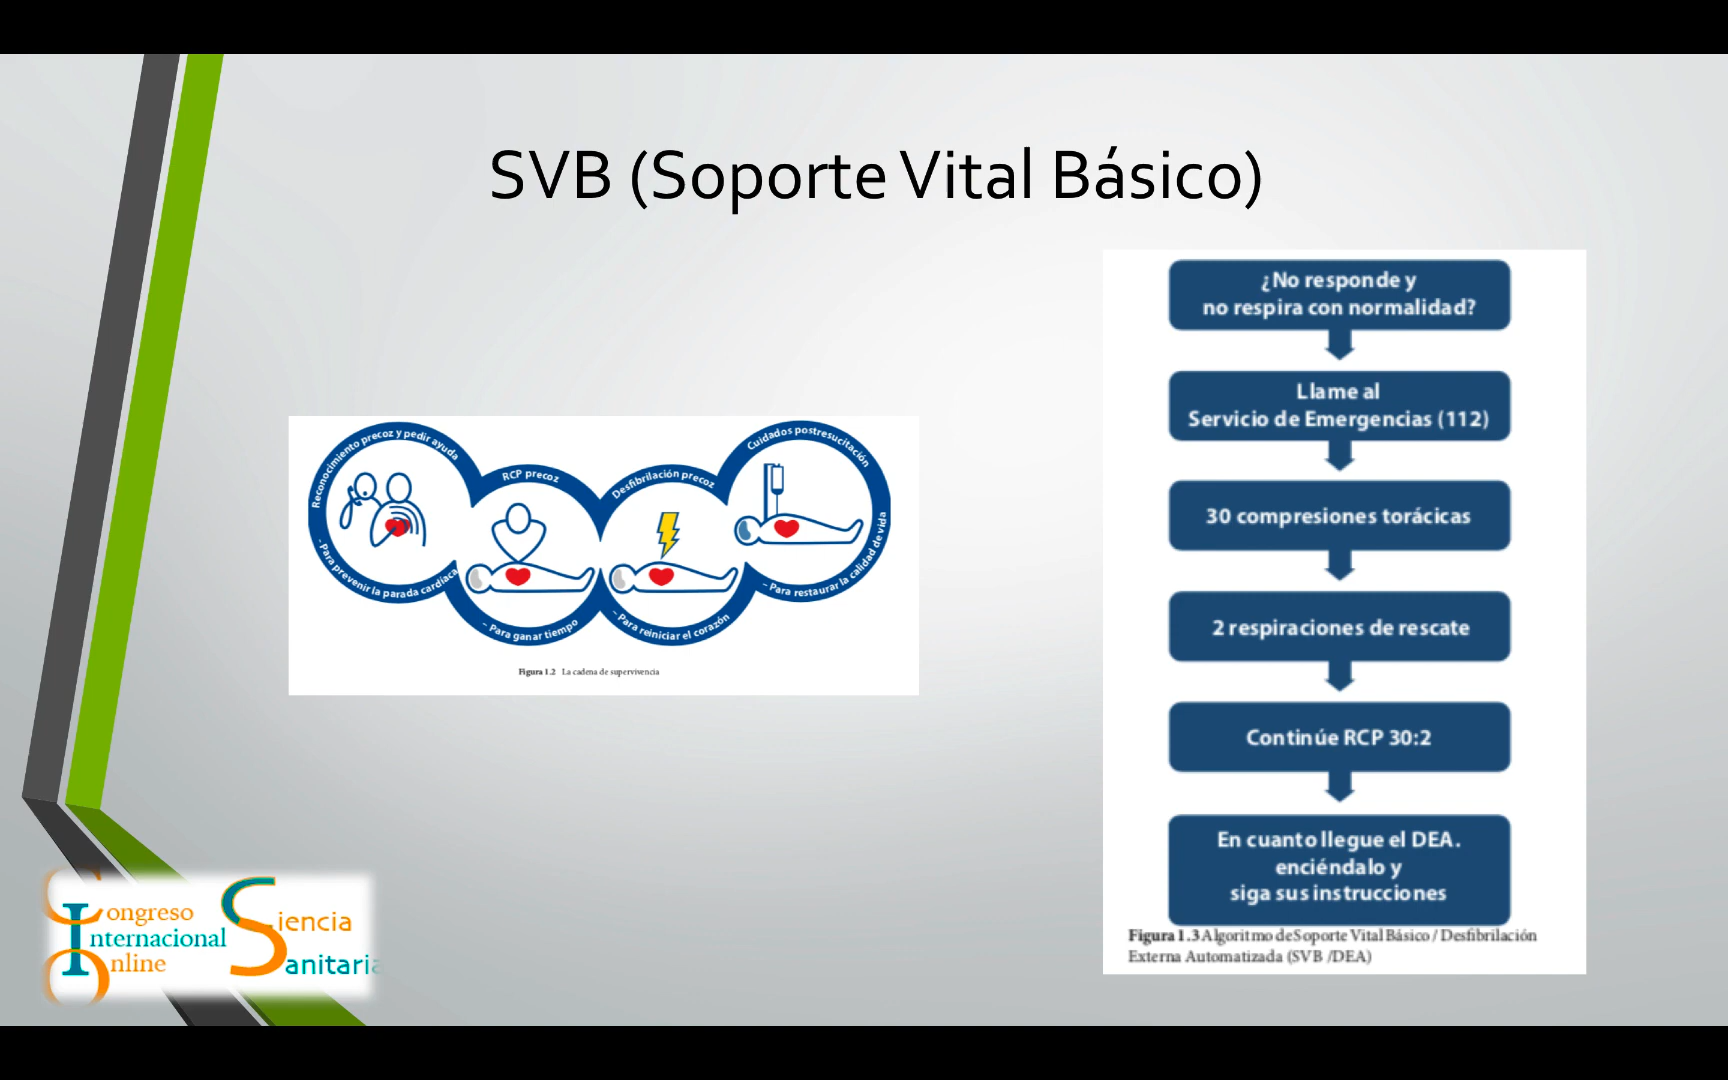 SVB (Soporte Vital Básico)
Reconocimiento precoz y pedir ayuda
- Para prevenir la parada cardíaca
RCP precoz
- Para ganar tiempo
Desfibrilación precoz
- Para reiniciar el corazón
Cuidados postresucitación
- Para restaurar la calidad de vida
Figura 1.2 La cadena de supervivencia
¿No responde y
no respira con normalidad?
Llame al
Servicio de Emergencias (112)
30 compresiones torácicas
2 respiraciones de rescate
Continúe RCP 30:2
En cuanto llegue el DEA.
enciéndalo y
siga sus instrucciones
Figura 1.3 Algoritmo de Soporte Vital Básico / Desfibrilación
Externa Automatizada (SVB /DEA)
Congreso
Internacional
Online
Siencia
Sanitaria